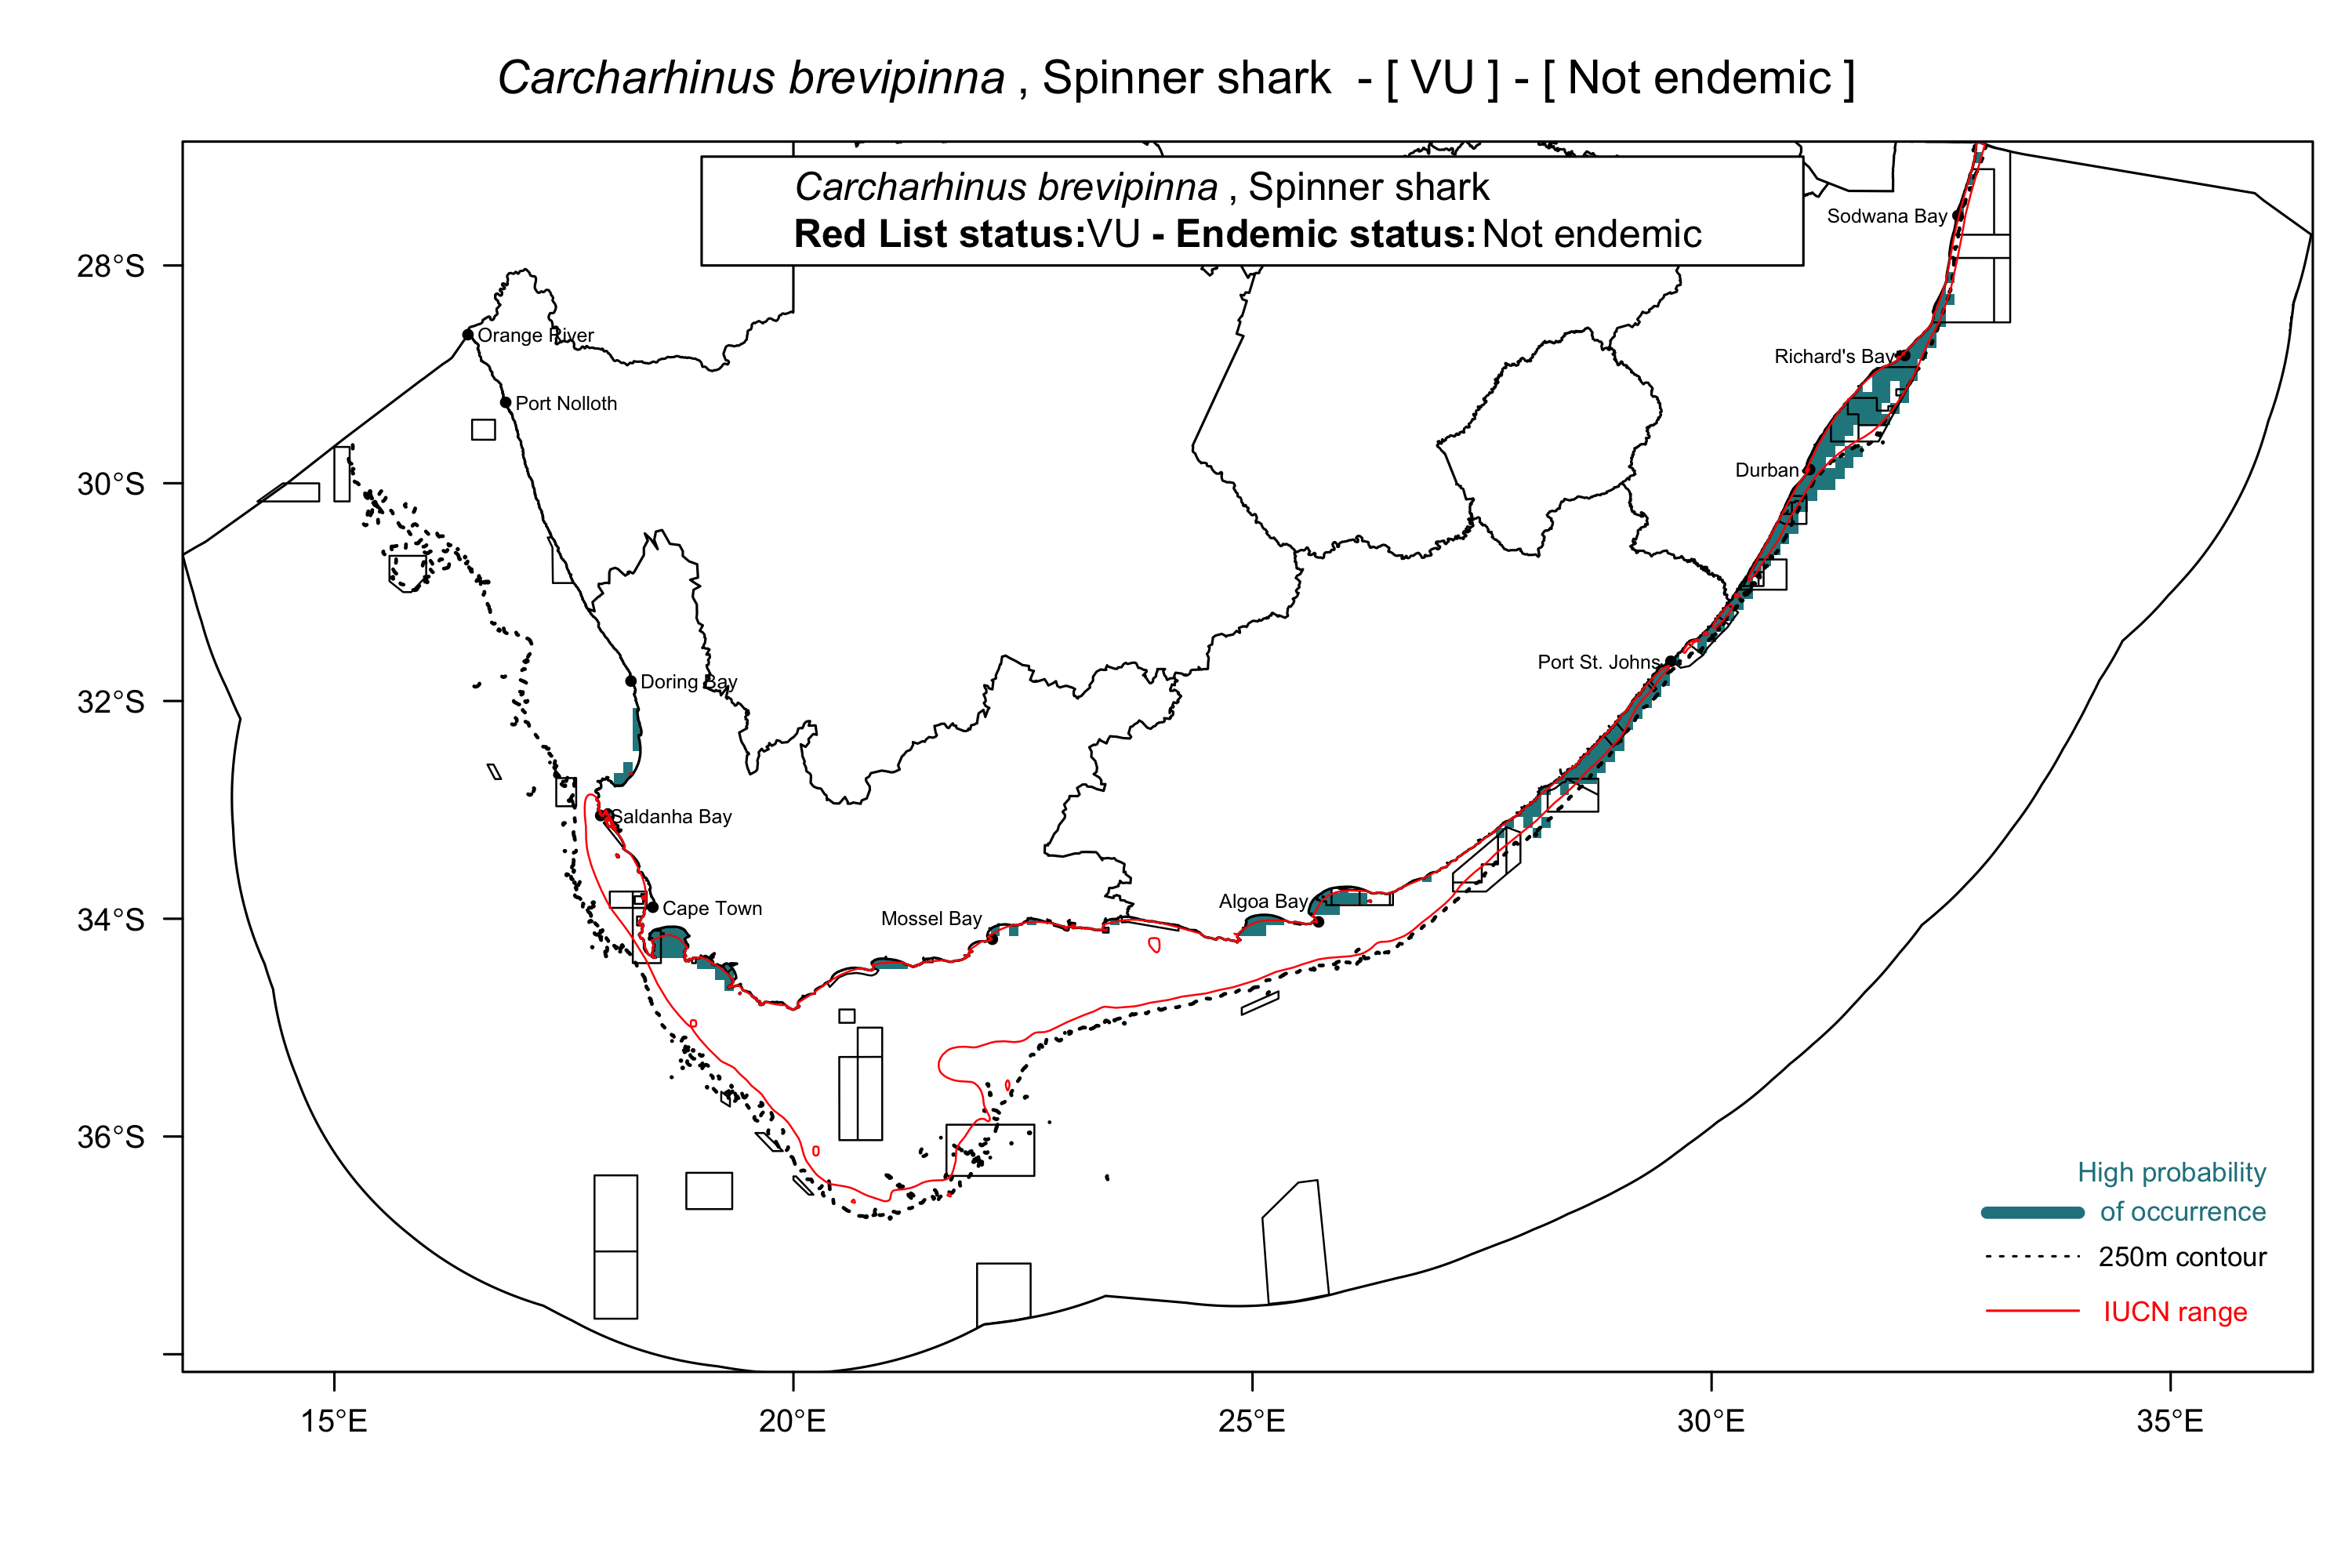 Carcharhinus brevipinna , Spinner shark - [ VU ] - [ Not endemic ]
Carcharhinus brevipinna , Spinner shark
Red List status:VU - Endemic status:Not endemic
Sodwana Bay
28°S
Orange River
Richard's Bay
Port Nolloth
Durban
30°S
Port St. Johns
Doring Bay
32°S
Saldanha Bay
Algoa Bay
Cape Town
Mossel Bay
34°S
36°S
High probability
of occurrence
250m contour
IUCN range
15°E 20°E 25°E 30°E 35°E